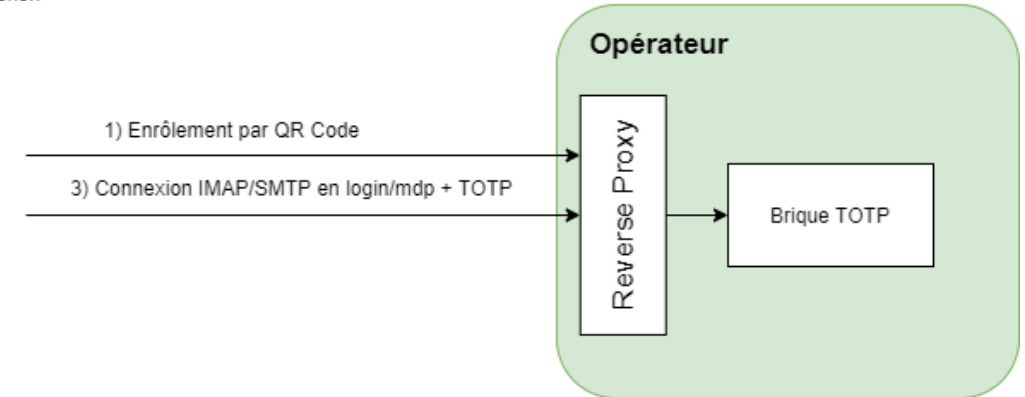 Opérateur
1) Enrôlement par QR Code
3) Connexion IMAP/SMTP en login/mdp + TOTP
Reverse Proxy
Brique TOTP